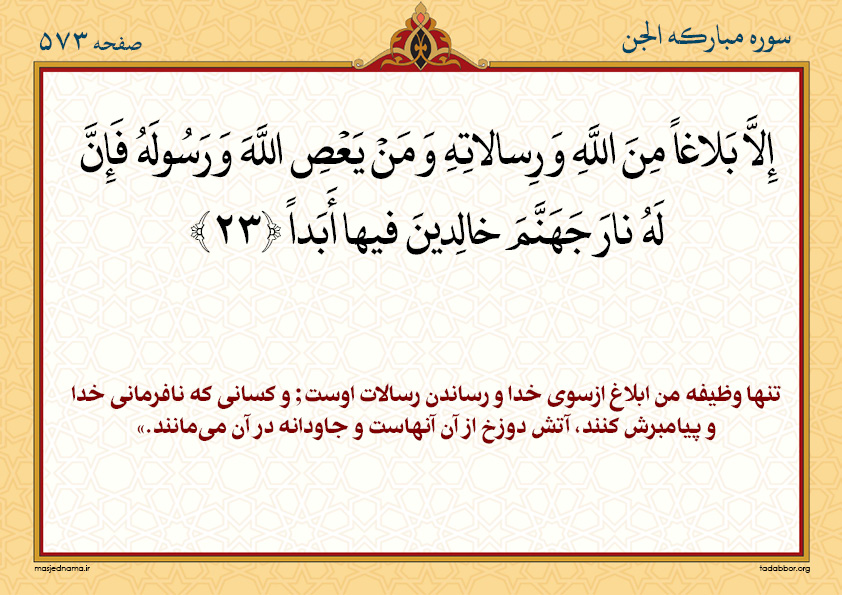 سوره مبارکه الجن
صفحه ۵۷۳
إِلاَّ بَلاغاً مِنَ اللَّهِ وَ رِسالاتِهِ وَ مَنْ يَعْصِ اللَّهَ وَ رَسُولَهُ فَإِنَّ
لَهُ نارَ جَهَنَّمَ خالِدِينَ فيها أَبَداً ﴿۲۳﴾
تنها وظیفه من ابلاغ ازسوی خدا و رساندن رسالات اوست; و کسانی که نافرمانی خدا
و پیامبرش کنند، آتش دوزخ از آن آنهاست و جاودانه در آن می‌مانند.»
masjednama.ir
tadabbor.org